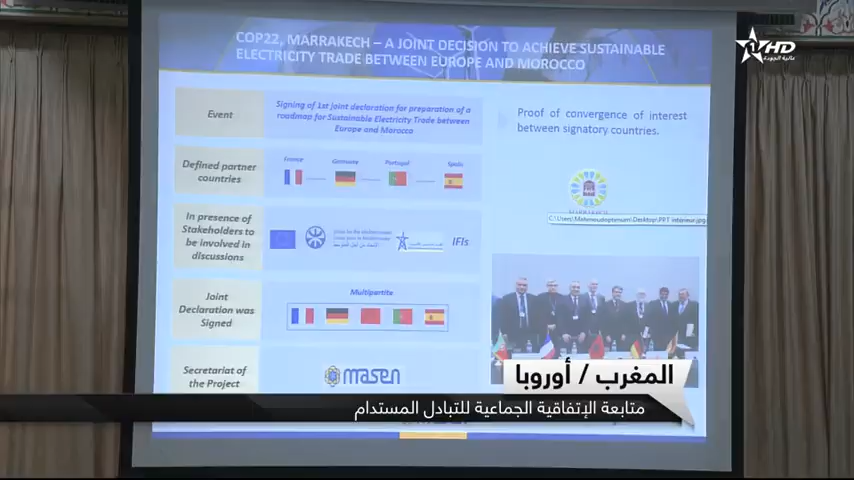 COP22, MARRAKECH – A JOINT DECISION TO ACHIEVE SUSTAINABLE
ELECTRICITY TRADE BETWEEN EUROPE AND MOROCCO
HD
Event
Signing of 1st joint declaration for preparation of a
roadmap for Sustainable Electricity Trade between
Europe and Morocco
Proof of convergence of interest
between signatory countries.
Defined partner
countries
France
Germany
Portugal
Spain
MARRAKECH
In presence of
Stakeholders to
be involved in
discussions
IFIs
Joint
Declaration was
Signed
Multipartite
Secretariat of
the Project
masen
المغرب / أوروبا
متابعة الإتفاقية الجماعية للتبادل المستدام